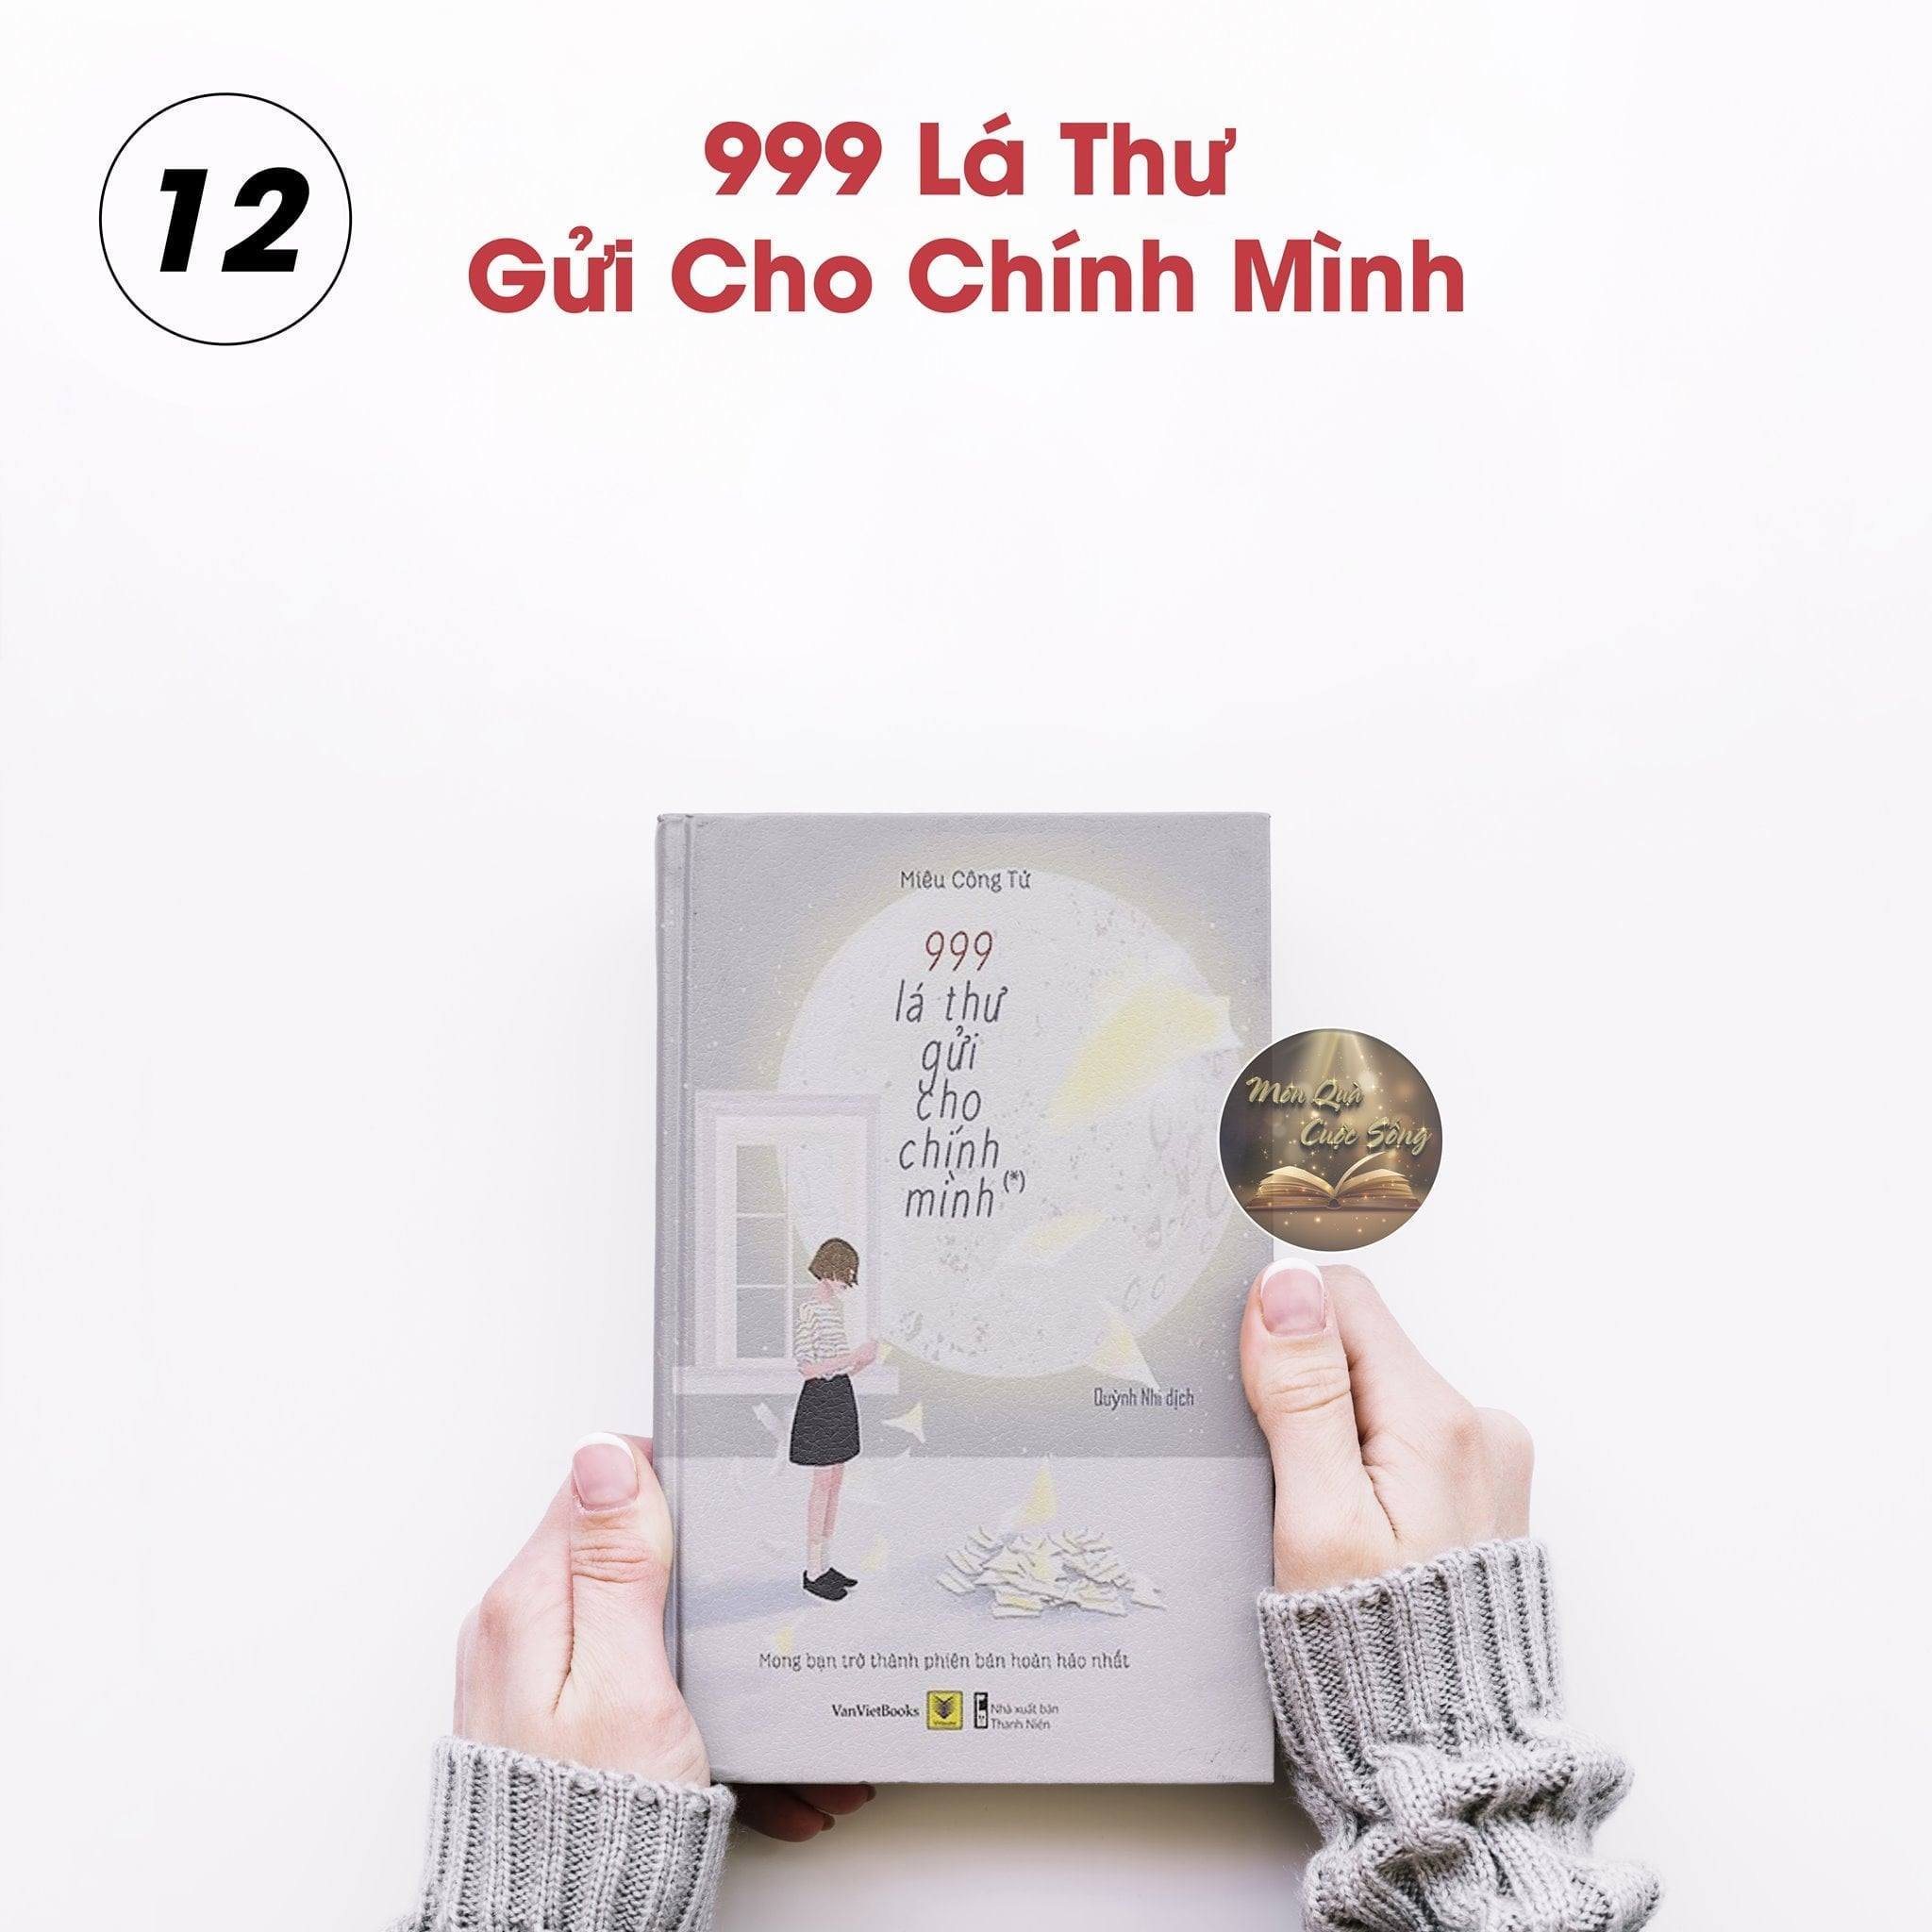 12
999 Lá Thư
Gửi Cho Chính Mình
Miêu Công Tử
999
lá thư
gửi
cho
chính
mình(*)
Món Quà
Cuộc Sống
Quỳnh Nhi dịch
Mong bạn trở thành phiên bản hoàn hảo nhất
VanVietBooks
Nhà xuất bản
Thanh Niên